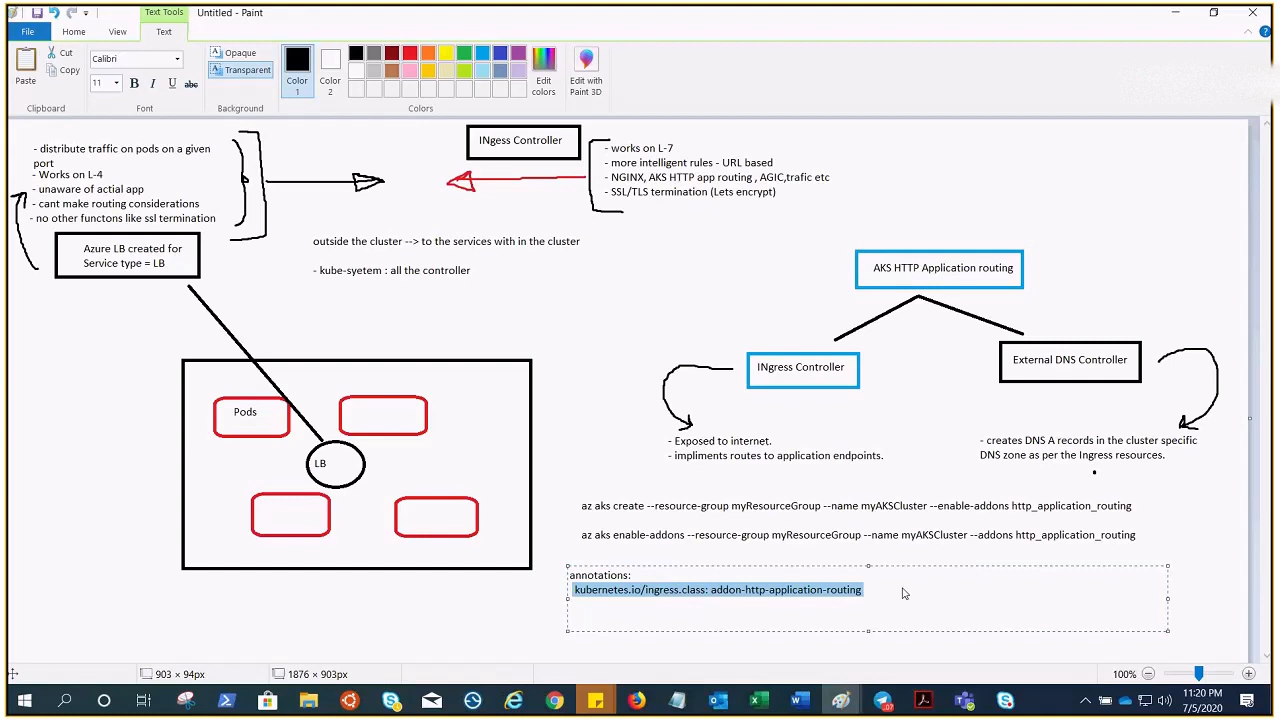 Text Tools
Untitled - Paint
File
Home
View
Text
Paste
Cut
Copy
Clipboard
Calibri
11
B I U abc
Font
Opaque
Transparent
Background
Color 1
Color 2
Edit colors
Colors
Edit with Paint 3D
- distribute traffic on pods on a given
port
- Works on L-4
- unaware of actial app
- cant make routing considerations
- no other functons like ssl termination
Azure LB created for
Service type = LB
INgess Controller
- works on L-7
- more intelligent rules - URL based
- NGINX, AKS HTTP app routing , AGIC,trafic etc
- SSL/TLS termination (Lets encrypt)
outside the cluster --> to the services with in the cluster
- kube-syetem : all the controller
Pods
LB
AKS HTTP Application routing
INgress Controller
External DNS Controller
- Exposed to internet.
- impliments routes to application endpoints.
- creates DNS A records in the cluster specific
DNS zone as per the Ingress resources.
az aks create --resource-group myResourceGroup --name myAKSCluster --enable-addons http_application_routing
az aks enable-addons --resource-group myResourceGroup --name myAKSCluster --addons http_application_routing
annotations:
kubernetes.io/ingress.class: addon-http-application-routing
903 × 94px
1876 × 903px
100%
11:20 PM
7/5/2020